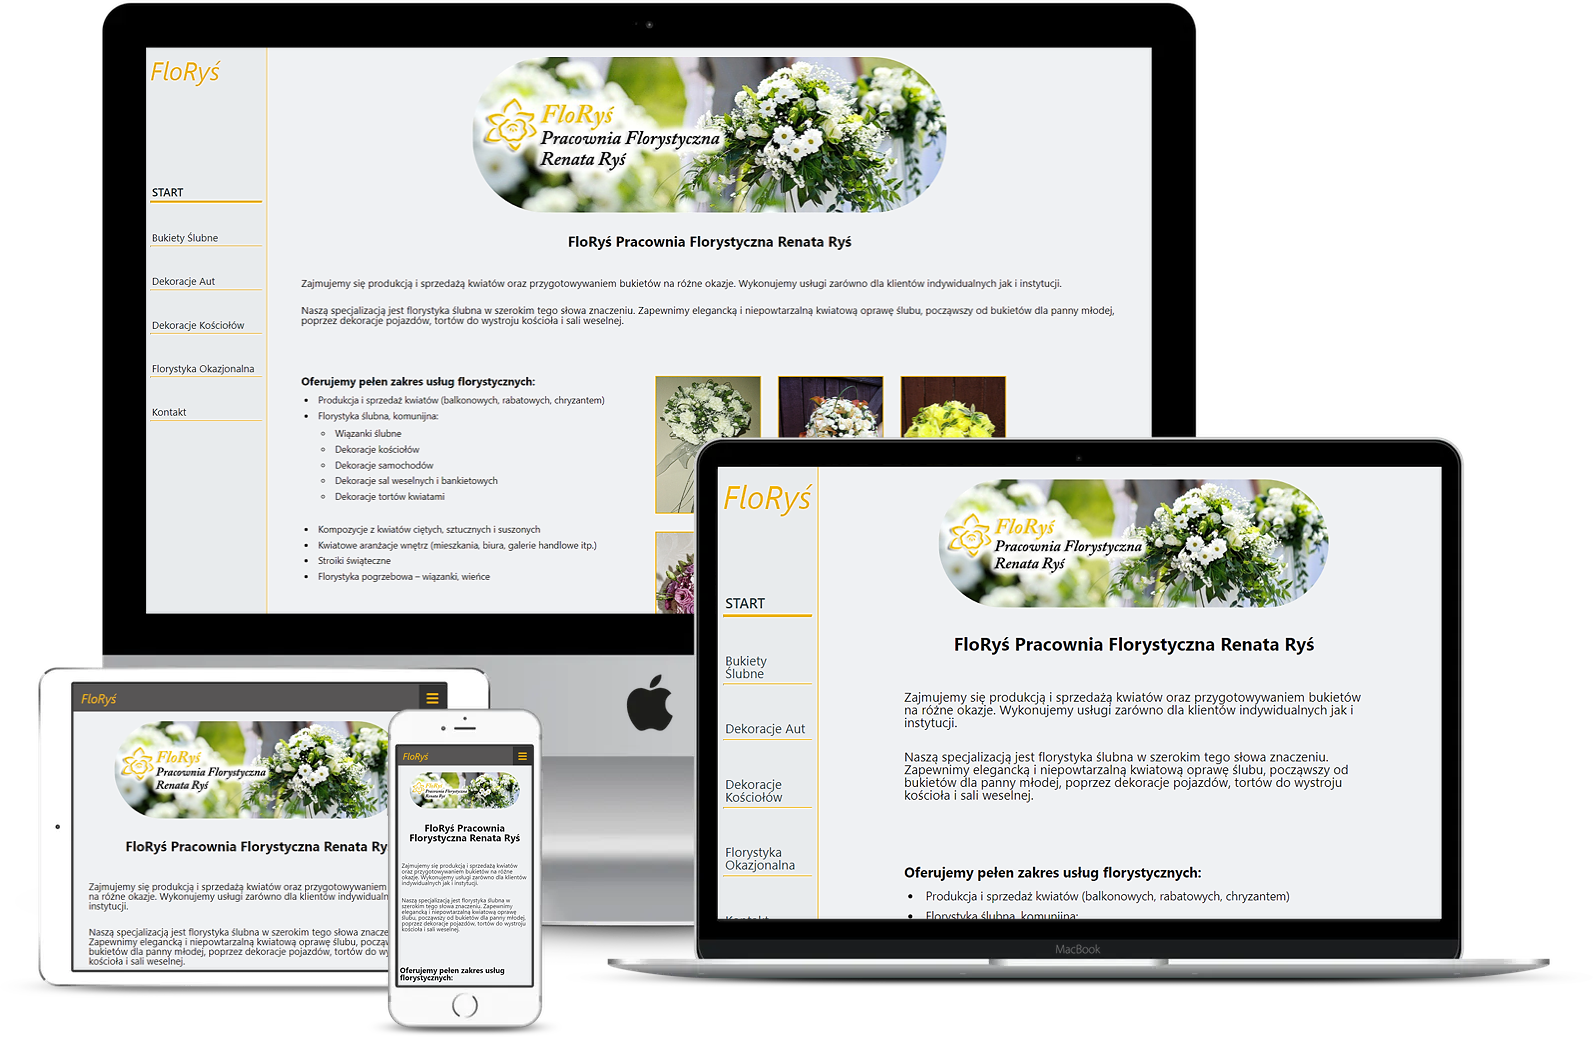 FloRyś
START
Bukiety Ślubne
Dekoracje Aut
Dekoracje Kościołów
Florystyka Okazjonalna
Kontakt
FloRyś
Pracownia Florystyczna
Renata Ryś
FloRyś Pracownia Florystyczna Renata Ryś
Zajmujemy się produkcją i sprzedażą kwiatów oraz przygotowywaniem bukietów na różne okazje. Wykonujemy usługi zarówno dla klientów indywidualnych jak i instytucji.
Naszą specjalizacją jest florystyka ślubna w szerokim tego słowa znaczeniu. Zapewnimy elegancką i niepowtarzalną kwiatową oprawę ślubu, począwszy od bukietów dla panny młodej,
poprzez dekoracje pojazdów, tortów do wystroju kościoła i sali weselnej.
Oferujemy pełen zakres usług florystycznych:
Produkcja i sprzedaż kwiatów (balkonowych, rabatowych, chryzantem)
Florystyka ślubna, komunijna:
Wiązanki ślubne
Dekoracje kościołów
Dekoracje samochodów
Dekoracje sal weselnych i bankietowych
Dekoracje tortów kwiatami
Kompozycje z kwiatów ciętych, sztucznych i suszonych
Kwiatowe aranżacje wnętrz (mieszkania, biura, galerie handlowe itp.)
Stroiki świąteczne
Florystyka pogrzebowa – wiązanki, wieńce
FloRyś
START
Bukiety
Ślubne
Dekoracje Aut
Dekoracje
Kościołów
Florystyka
Okazjonalna
Kontakt
FloRyś
Pracownia Florystyczna
Renata Ryś
FloRyś Pracownia Florystyczna Renata Ryś
Zajmujemy się produkcją i sprzedażą kwiatów oraz przygotowywaniem bukietów
na różne okazje. Wykonujemy usługi zarówno dla klientów indywidualnych jak i
instytucji.
Naszą specjalizacją jest florystyka ślubna w szerokim tego słowa znaczeniu.
Zapewnimy elegancką i niepowtarzalną kwiatową oprawę ślubu, począwszy od
bukietów dla panny młodej, poprzez dekoracje pojazdów, tortów do wystroju
kościoła i sali weselnej.
Oferujemy pełen zakres usług florystycznych:
Produkcja i sprzedaż kwiatów (balkonowych, rabatowych, chryzantem)
Florystyka ślubna, komunijna:
MacBook
FloRyś
FloRyś
Pracownia Florystyczna
Renata Ryś
FloRyś Pracownia Florystyczna Renata Ry
Zajmujemy się produkcją i sprzedażą kwiatów oraz przygotowywaniem
na różne okazje. Wykonujemy usługi zarówno dla klientów indywidualn
instytucji.
Naszą specjalizacją jest florystyka ślubna w szerokim tego słowa znacze
Zapewnimy elegancką i niepowtarzalną kwiatową oprawę ślubu, począw
bukietów dla panny młodej, poprzez dekoracje pojazdów, tortów do wy
kościoła i sali weselnej.
FloRyś
FloRyś
Pracownia Florystyczna
Renata Ryś
FloRyś Pracownia
Florystyczna Renata Ryś
Zajmujemy się produkcją i sprzedażą kwiatów
oraz przygotowywaniem bukietów na różne
okazje. Wykonujemy usługi zarówno dla klientów
indywidualnych jak i instytucji.
Naszą specjalizacją jest florystyka ślubna w
szerokim tego słowa znaczeniu. Zapewnimy
elegancką i niepowtarzalną kwiatową oprawę
ślubu, począwszy od bukietów dla panny młodej,
poprzez dekoracje pojazdów, tortów do wystroju
kościoła i sali weselnej.
Oferujemy pełen zakres usług
florystycznych: